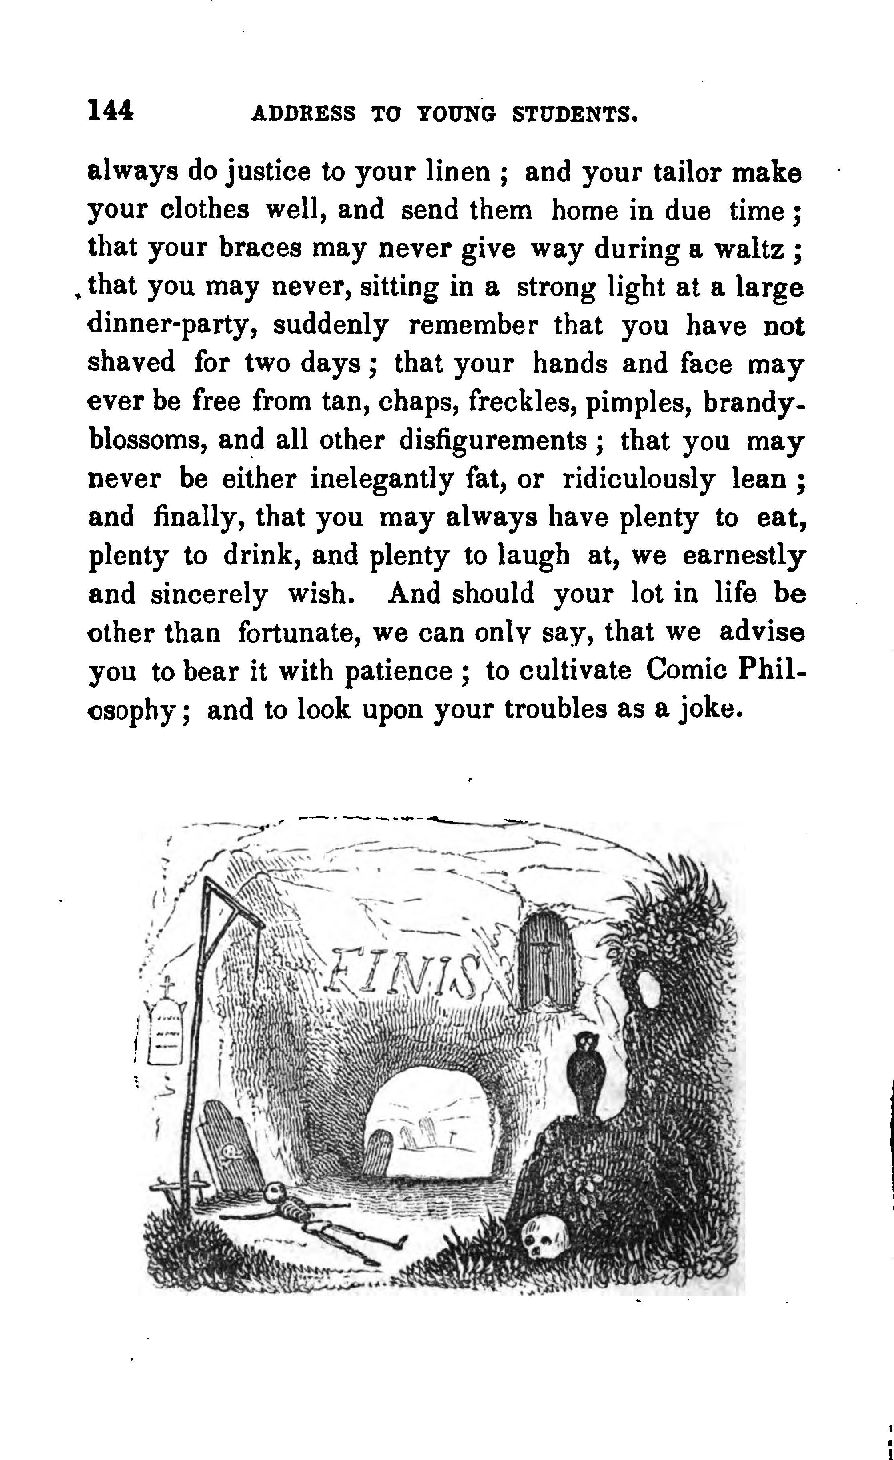 144 ADDRESS TO YOUNG STUDENTS.
always do justice to your linen ; and your tailor make
your clothes well, and send them home in due time ;
that your braces may never give way during a waltz ;
that you may never, sitting in a strong light at a large
dinner-party, suddenly remember that you have not
shaved for two days ; that your hands and face may
ever be free from tan, chaps, freckles, pimples, brandy-
blossoms, and all other disfigurements ; that you may
never be either inelegantly fat, or ridiculously lean ;
and finally, that you may always have plenty to eat,
plenty to drink, and plenty to laugh at, we earnestly
and sincerely wish. And should your lot in life be
other than fortunate, we can only say, that we advise
you to bear it with patience ; to cultivate Comic Phil-
osophy ; and to look upon your troubles as a joke.
FINIS